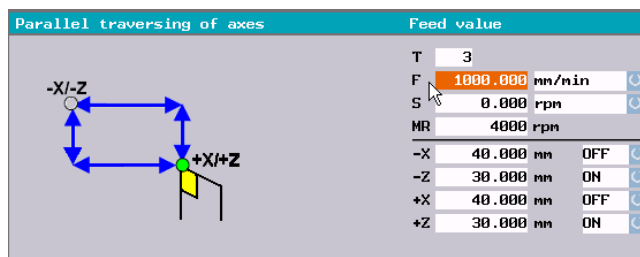 Parallel traversing of axes
Feed value
T 3
F 1000.000 mm/min
S 0.000 rpm
MR 4000 rpm
-X/-Z
+X/+Z
-X 40.000 mm OFF
-Z 30.000 mm ON
+X 40.000 mm OFF
+Z 30.000 mm ON